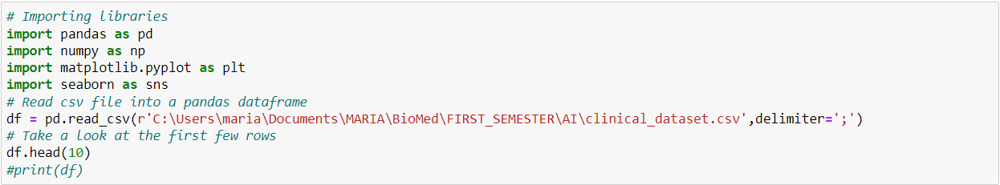 # Importing libraries
import pandas as pd
import numpy as np
import matplotlib.pyplot as plt
import seaborn as sns
# Read csv file into a pandas dataframe
df = pd.read_csv(r'C:\Users\maria\Documents\MARIA\BioMed\FIRST_SEMESTER\AI\clinical_dataset.csv',delimiter=';')
# Take a look at the first few rows
df.head(10)
#print(df)